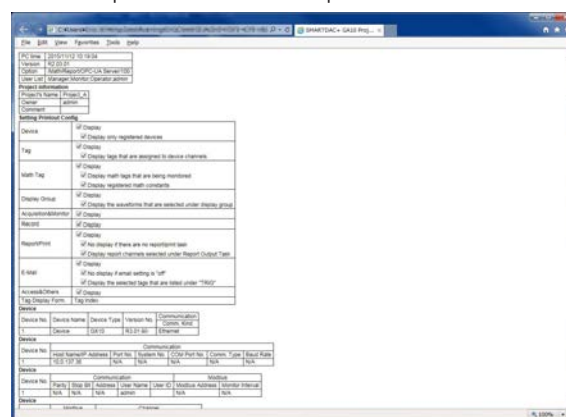 SMARTDAC+ GA10 Proj...
File Edit View Favorites Tools Help
PC time 2015/11/12 10:19:04
Version R2.03.01
Option Math/Report/OPC-UA Server/100
User List Manager,Monitor,Operator,admin
Project Information
Project's Name Project_A
Owner admin
Comment
Setting Printout Config
Device Display
Display only registered devices
Tag Display
Display tags that are assigned to device channels
Math Tag Display
Display math tags that are being monitored
Display registered math constants
Display Group Display
Display the waveforms that are selected under display group
Acquisition&Monitor Display
Record Display
Report/Print Display
No display if there are no report/print task
Display report channels selected under Report Output Task
E-Mail Display
No display if email setting is "off"
Display the selected tags that are listed under "TRIG"
Access&Others Display
Tag Display Form. Tag Index
Device
Device No. Device Name Device Type Version No. Communication
Comm. Kind
1 Device GX10 Ethernet
Device
Device No. Communication
Host Name/IP Address Port No. System No. COM Port No. Comm. Type Baud Rate
1 10.0.137.36 N/A N/A N/A N/A
Device
Device No. Communication Modbus
Parity Stop Bit Address User Name User ID Modbus Address Monitor Interval
1 N/A N/A N/A admin N/A N/A
Device
Modbus Channel
100%